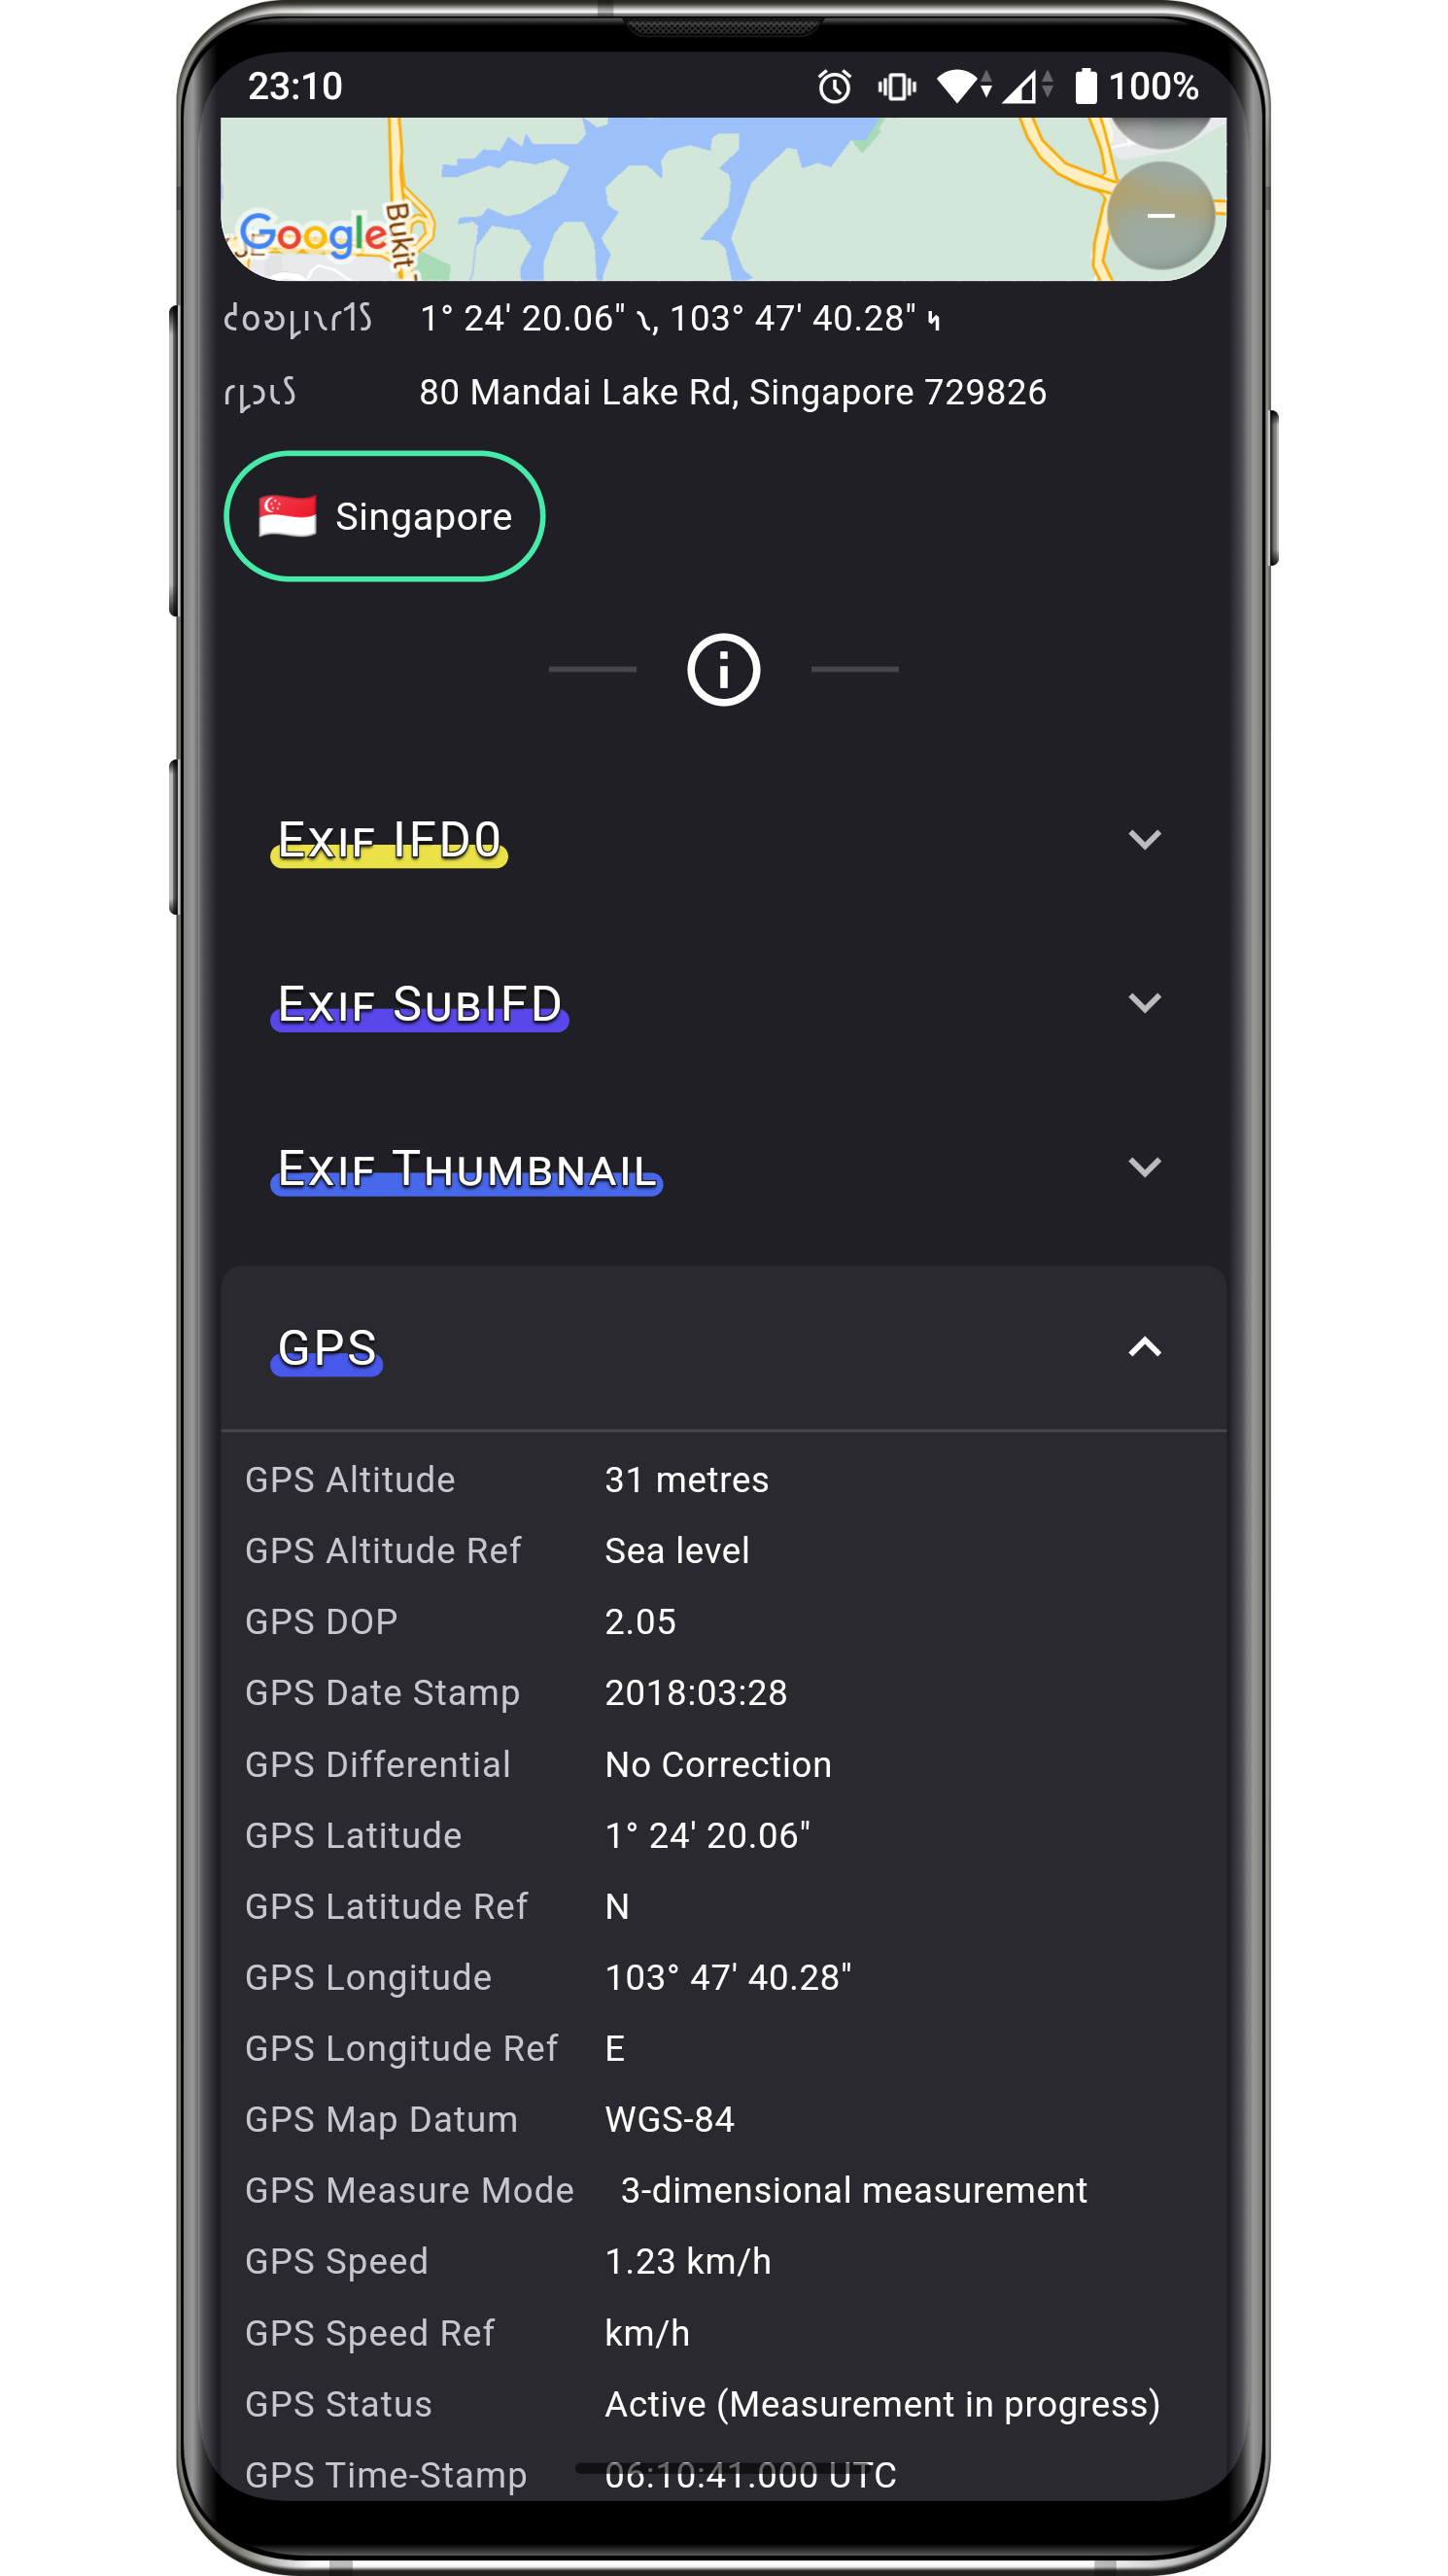 23:10
100%
Google
Bukit
𐑒𐑴𐑹𐑛𐑦𐑯𐑩𐑑𐑕 1° 24' 20.06" 𐑯, 103° 47' 40.28" 𐑰
𐑩𐑛𐑮𐑧𐑕 80 Mandai Lake Rd, Singapore 729826
Singapore
Exif IFD0
Exif SubIFD
Exif Thumbnail
GPS
GPS Altitude 31 metres
GPS Altitude Ref Sea level
GPS DOP 2.05
GPS Date Stamp 2018:03:28
GPS Differential No Correction
GPS Latitude 1° 24' 20.06"
GPS Latitude Ref N
GPS Longitude 103° 47' 40.28"
GPS Longitude Ref E
GPS Map Datum WGS-84
GPS Measure Mode 3-dimensional measurement
GPS Speed 1.23 km/h
GPS Speed Ref km/h
GPS Status Active (Measurement in progress)
GPS Time-Stamp 06:10:41.000 UTC